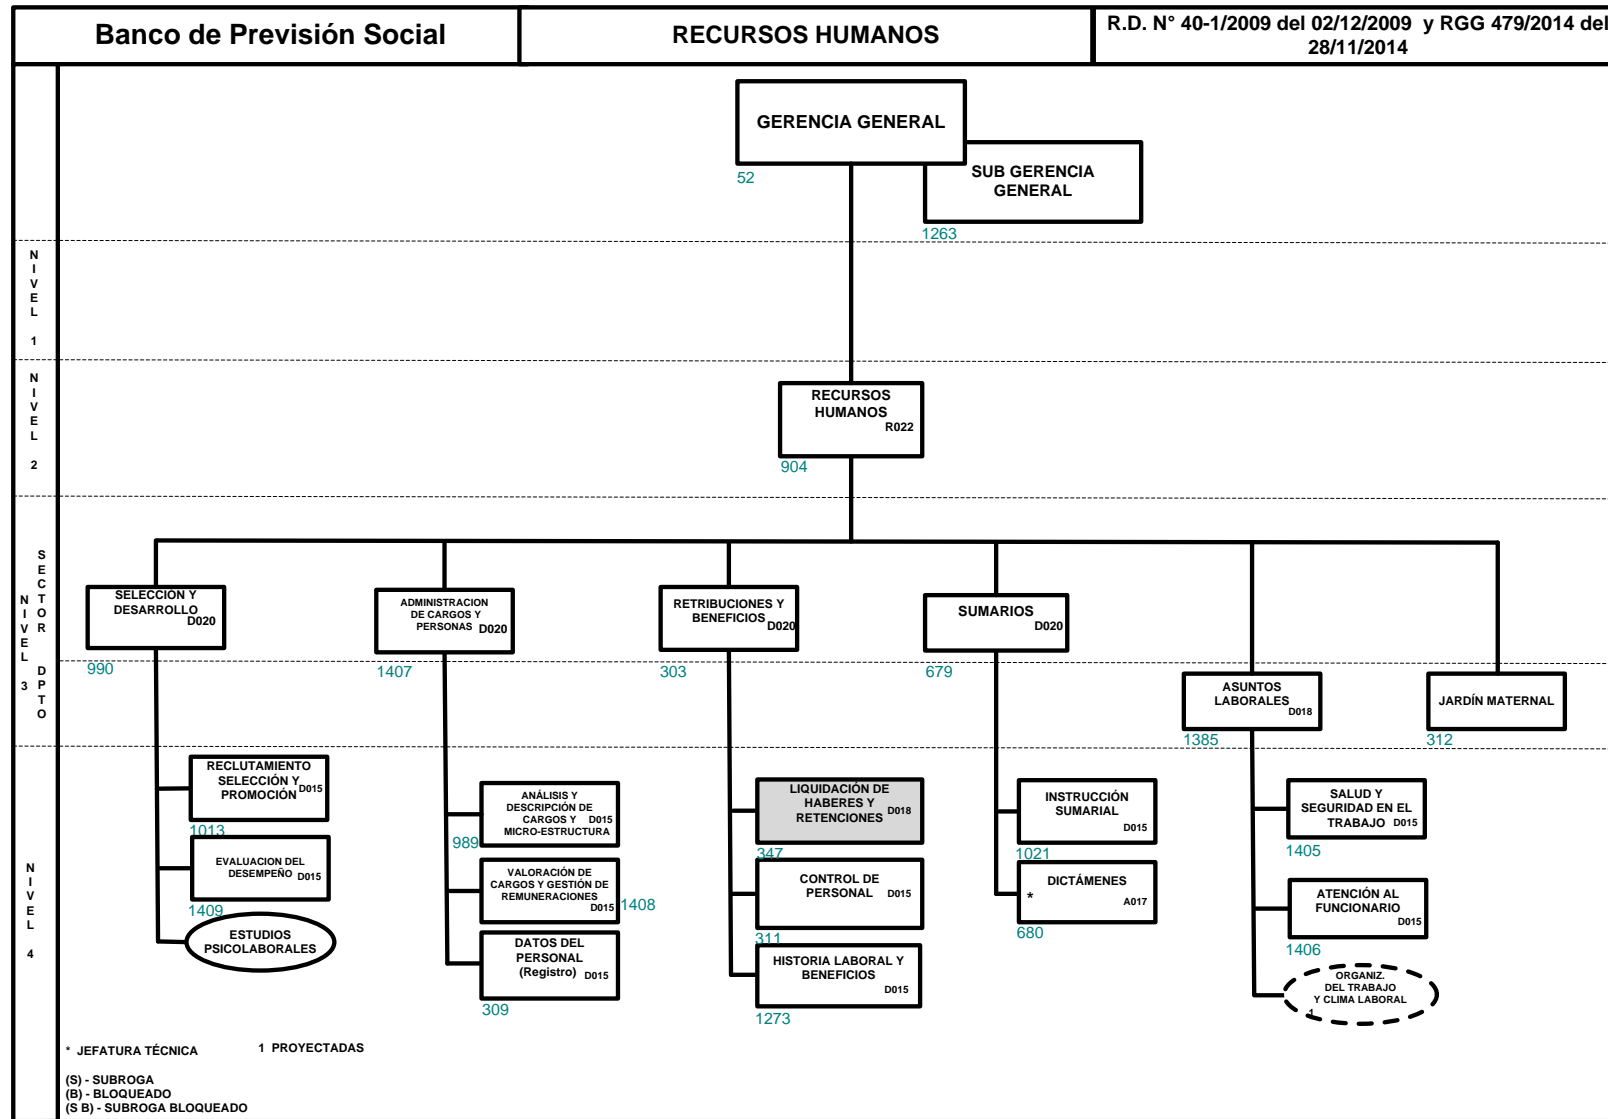 Banco de Previsión Social
RECURSOS HUMANOS
R.D. N° 40-1/2009 del 02/12/2009 y RGG 479/2014 del
28/11/2014
GERENCIA GENERAL
52
SUB GERENCIA
GENERAL
1263
NIVEL 1
NIVEL 2
RECURSOS
HUMANOS
R022
904
NIVEL 3
SECTOR DPTO
SELECCIÓN Y
DESARROLLO
D020
990
ADMINISTRACION
DE CARGOS Y
PERSONAS D020
1407
RETRIBUCIONES Y
BENEFICIOS D020
303
SUMARIOS
D020
679
ASUNTOS
LABORALES
D018
1385
JARDÍN MATERNAL
312
NIVEL 4
RECLUTAMIENTO
SELECCIÓN Y
PROMOCIÓN D015
1013
EVALUACION DEL
DESEMPEÑO D015
1409
ESTUDIOS
PSICOLABORALES
ANÁLISIS Y
DESCRIPCIÓN DE
CARGOS Y D015
MICRO-ESTRUCTURA
989
VALORACIÓN DE
CARGOS Y GESTIÓN DE
REMUNERACIONES
D015
1408
DATOS DEL
PERSONAL
(Registro) D015
309
LIQUIDACIÓN DE
HABERES Y
RETENCIONES D018
347
CONTROL DE
PERSONAL D015
311
HISTORIA LABORAL Y
BENEFICIOS
D015
1273
INSTRUCCIÓN
SUMARIAL
D015
1021
DICTÁMENES
* A017
680
SALUD Y
SEGURIDAD EN EL
TRABAJO D015
1405
ATENCIÓN AL
FUNCIONARIO
D015
1406
ORGANIZ.
DEL TRABAJO
Y CLIMA LABORAL
1
* JEFATURA TÉCNICA 1 PROYECTADAS
(S) - SUBROGA
(B) - BLOQUEADO
(S B) - SUBROGA BLOQUEADO